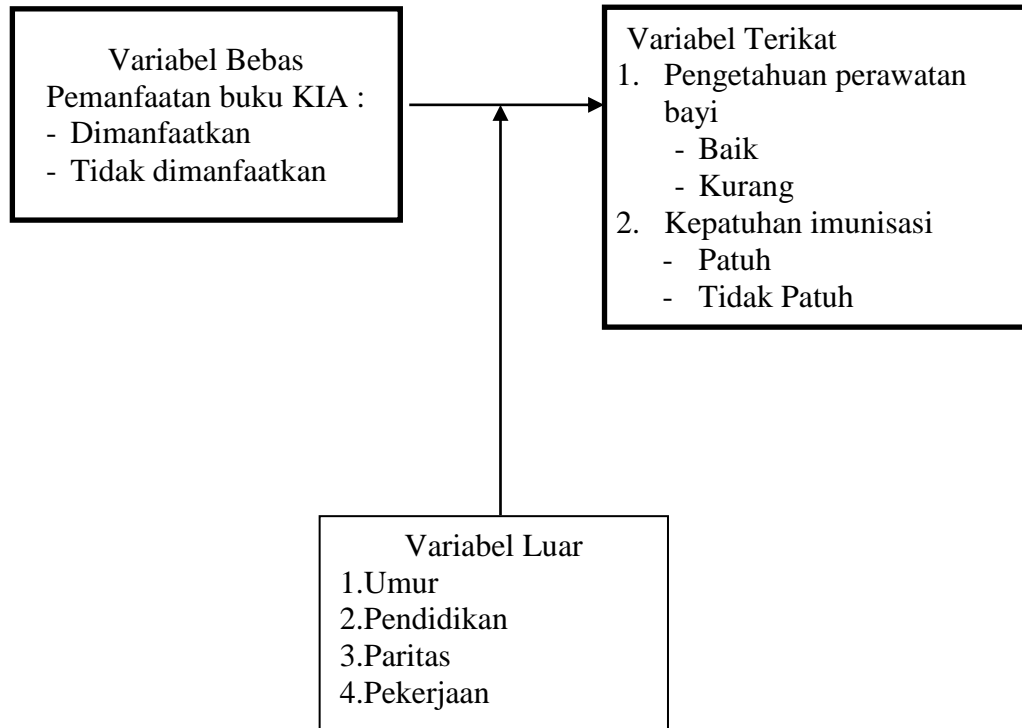 Variabel Bebas
Pemanfaatan buku KIA :
- Dimanfaatkan
- Tidak dimanfaatkan
Variabel Terikat
1. Pengetahuan perawatan
bayi
- Baik
- Kurang
2. Kepatuhan imunisasi
- Patuh
- Tidak Patuh
Variabel Luar
1.Umur
2.Pendidikan
3.Paritas
4.Pekerjaan